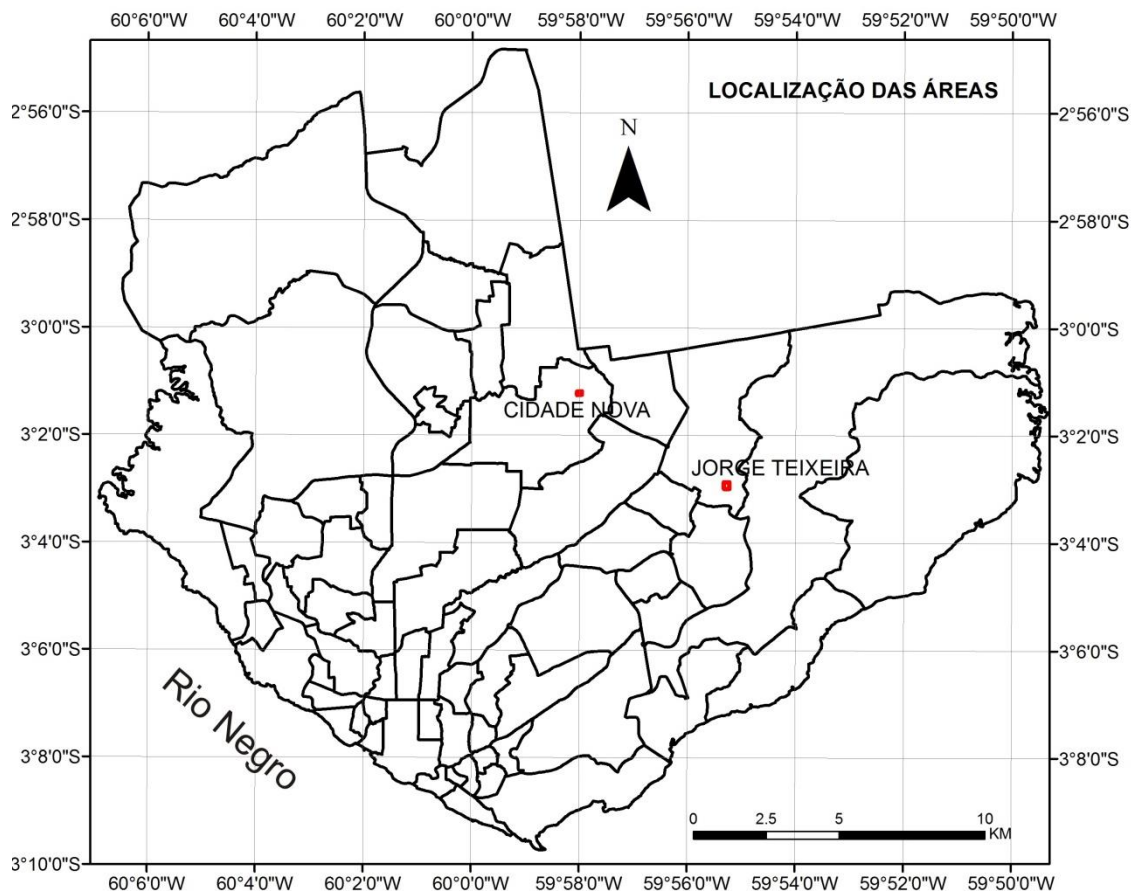 60°6'0"W 60°4'0"W 60°2'0"W 60°0'0"W 59°58'0"W 59°56'0"W 59°54'0"W 59°52'0"W 59°50'0"W
LOCALIZAÇÃO DAS ÁREAS
2°56'0"S 2°56'0"S
N
2°58'0"S 2°58'0"S
3°0'0"S 3°0'0"S
CIDADE NOVA
3°2'0"S 3°2'0"S
JORGE TEIXEIRA
3°4'0"S 3°4'0"S
3°6'0"S 3°6'0"S
Rio Negro
3°8'0"S 3°8'0"S
0 2.5 5 10
KM
3°10'0"S
60°6'0"W 60°4'0"W 60°2'0"W 60°0'0"W 59°58'0"W 59°56'0"W 59°54'0"W 59°52'0"W 59°50'0"W